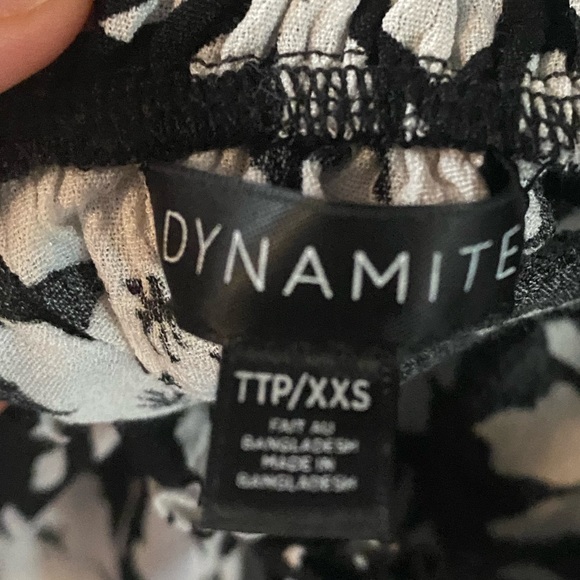 DYNAMITE
TTP/XXS
FAIT AU
BANGLADESH
MADE IN
BANGLADESH